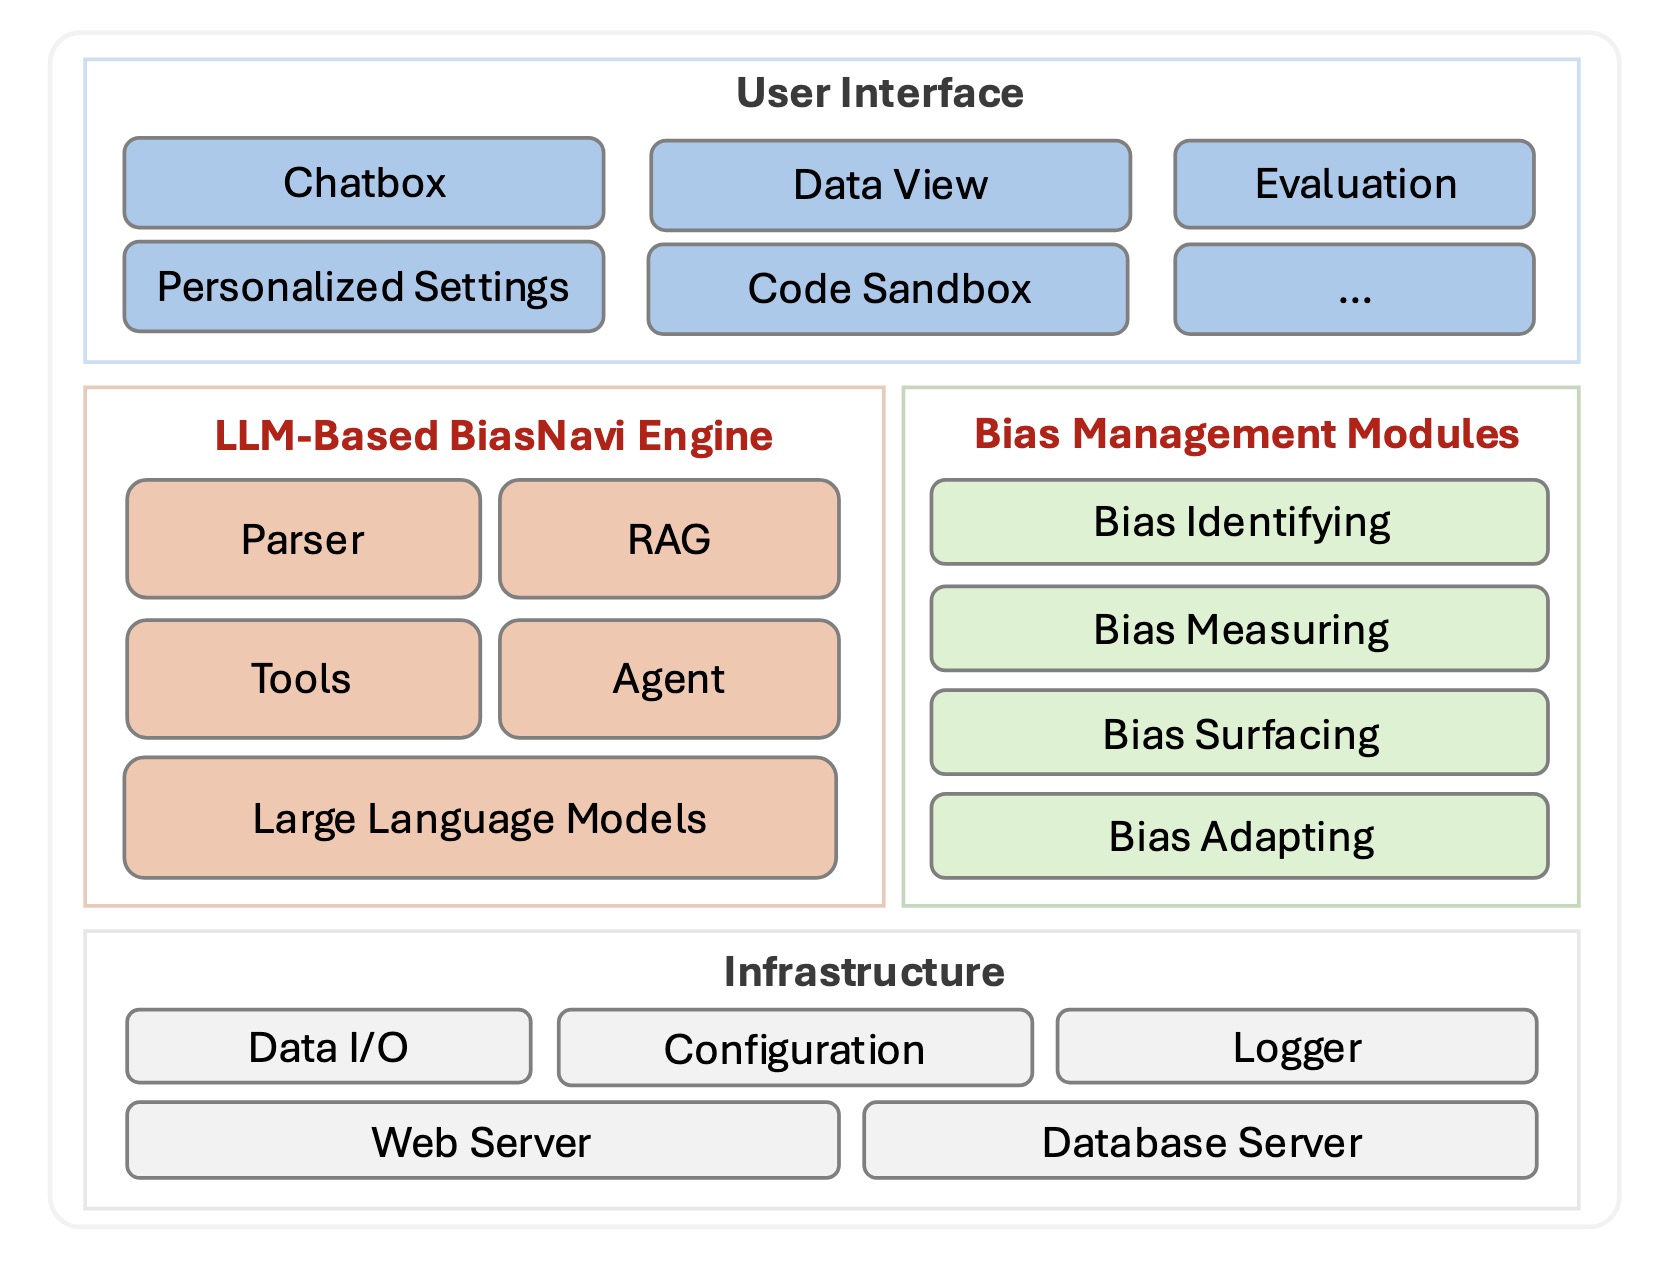 User Interface
Chatbox
Data View
Evaluation
Personalized Settings
Code Sandbox
...
LLM-Based BiasNavi Engine
Parser
RAG
Tools
Agent
Large Language Models
Bias Management Modules
Bias Identifying
Bias Measuring
Bias Surfacing
Bias Adapting
Infrastructure
Data I/O
Configuration
Logger
Web Server
Database Server